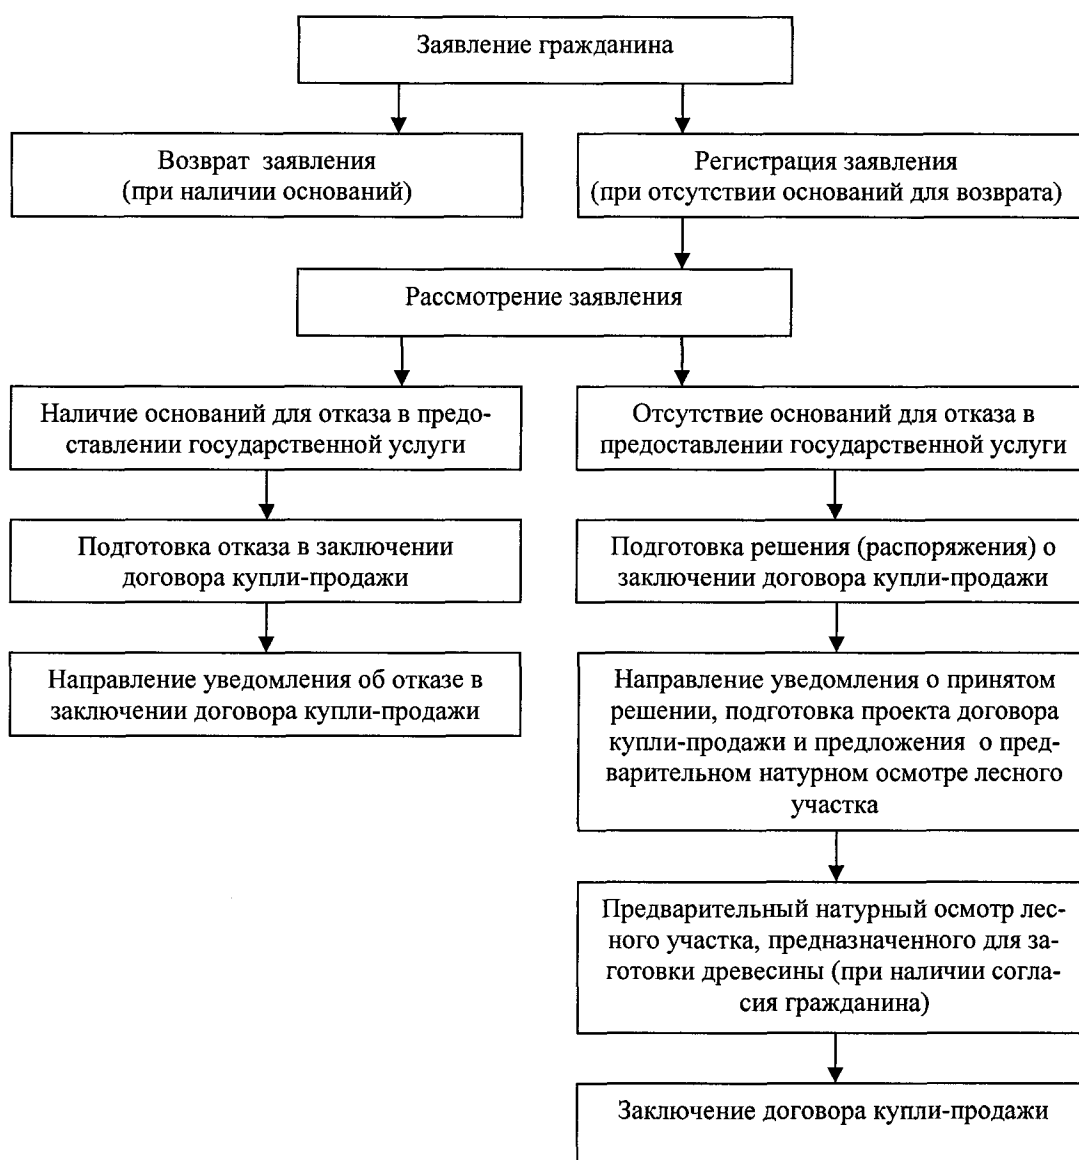 Заявление гражданина
Возврат заявления
(при наличии оснований)
Регистрация заявления
(при отсутствии оснований для возврата)
Рассмотрение заявления
Наличие оснований для отказа в предо-
ставлении государственной услуги
Отсутствие оснований для отказа в
предоставлении государственной услуги
Подготовка отказа в заключении
договора купли-продажи
Подготовка решения (распоряжения) о
заключении договора купли-продажи
Направление уведомления об отказе в
заключении договора купли-продажи
Направление уведомления о принятом
решении, подготовка проекта договора
купли-продажи и предложения о пред-
варительном натурном осмотре лесного
участка
Предварительный натурный осмотр лес-
ного участка, предназначенного для за-
готовки древесины (при наличии согла-
сия гражданина)
Заключение договора купли-продажи